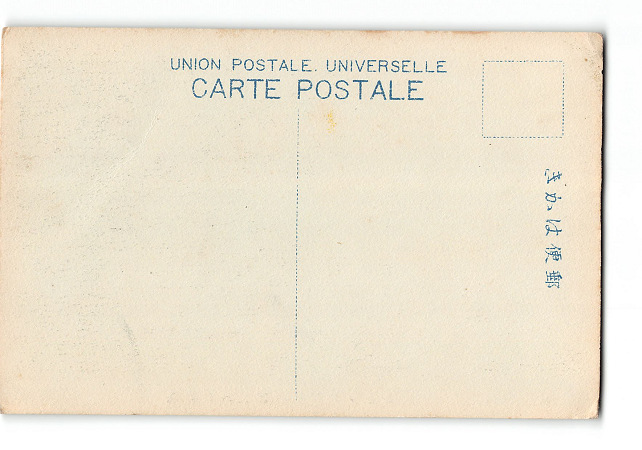 UNION POSTALE. UNIVERSELLE
CARTE POSTALE
郵便はかき